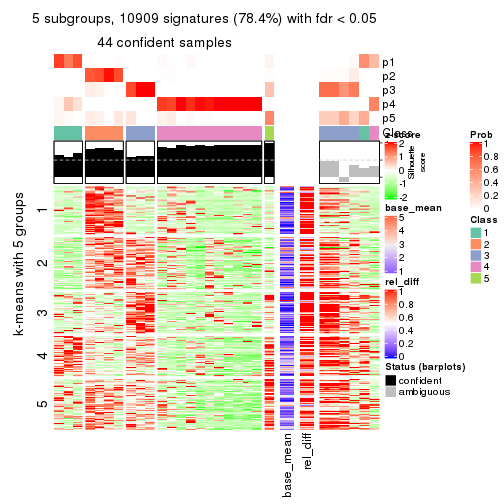 5 subgroups, 10909 signatures (78.4%) with fdr < 0.05
44 confident samples
p1
p2
p3
p4
p5
Class
z-score
2
1
0
-1
-2
Silhouette
score
base_mean
5
4
3
2
1
rel_diff
1
0.8
0.6
0.4
0.2
0
Status (barplots)
confident
ambiguous
Prob
1
0.8
0.6
0.4
0.2
0
Class
1
2
3
4
5
k-means with 5 groups
1
2
3
4
5
base_mean
rel_diff